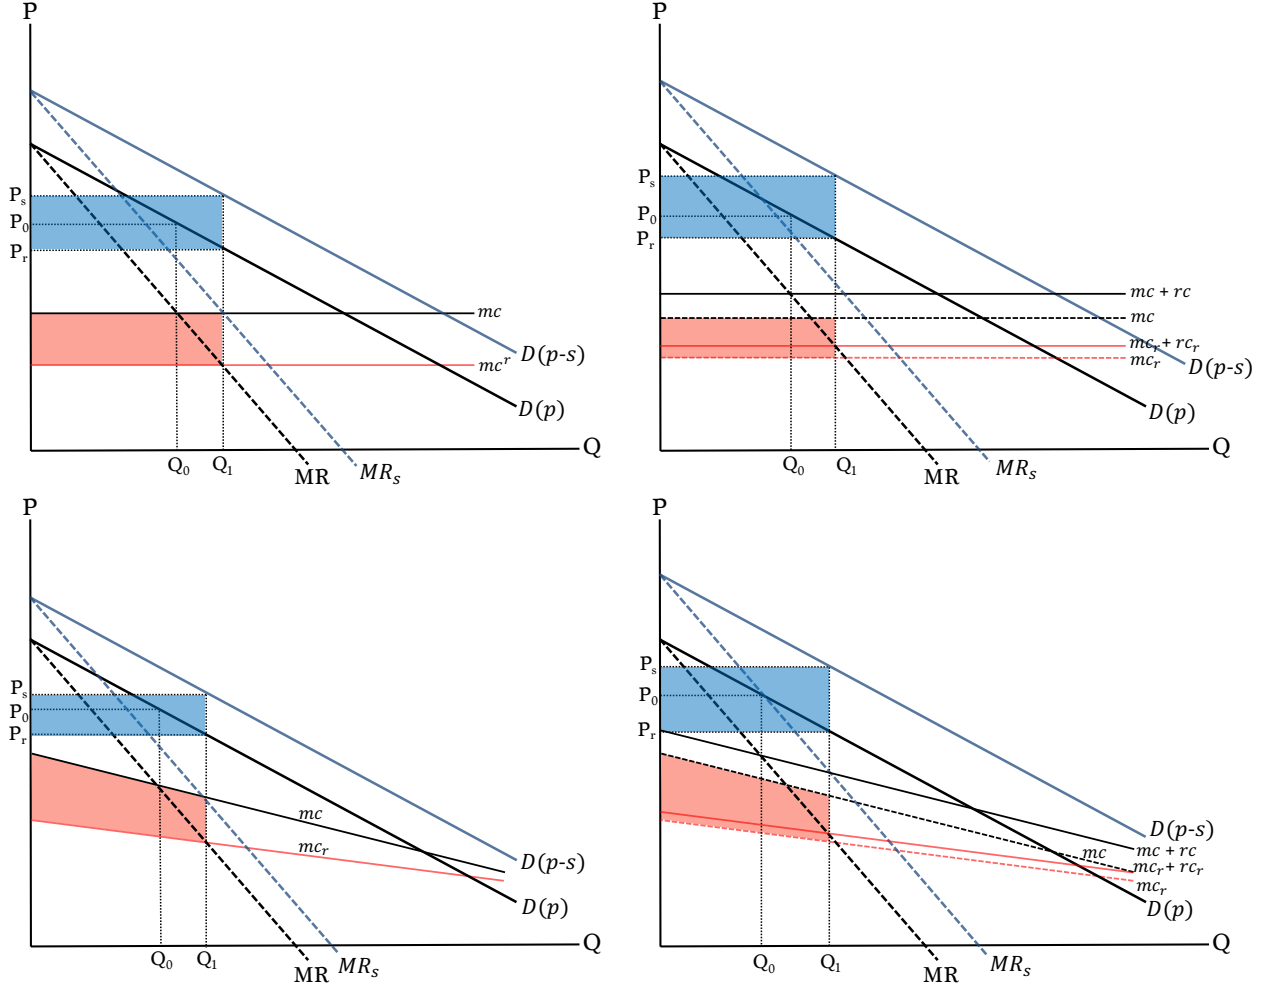 P
P
Pₛ
P₀
Pᵣ
mc
mcʳ
D(p-s)
D(p)
Q
Q₀
Q₁
MR
MRₛ
Pₛ
P₀
Pᵣ
mc + rc
mc
mcᵣ + rcᵣ
mcᵣ
D(p-s)
D(p)
Q
Q₀
Q₁
MR
MRₛ
P
P
Pₛ
P₀
Pᵣ
mc
mcᵣ
D(p-s)
D(p)
Q
Q₀
Q₁
MR
MRₛ
Pₛ
P₀
Pᵣ
D(p-s)
mc + rc
mc
mcᵣ + rcᵣ
mcᵣ
D(p)
Q
Q₀
Q₁
MR
MRₛ